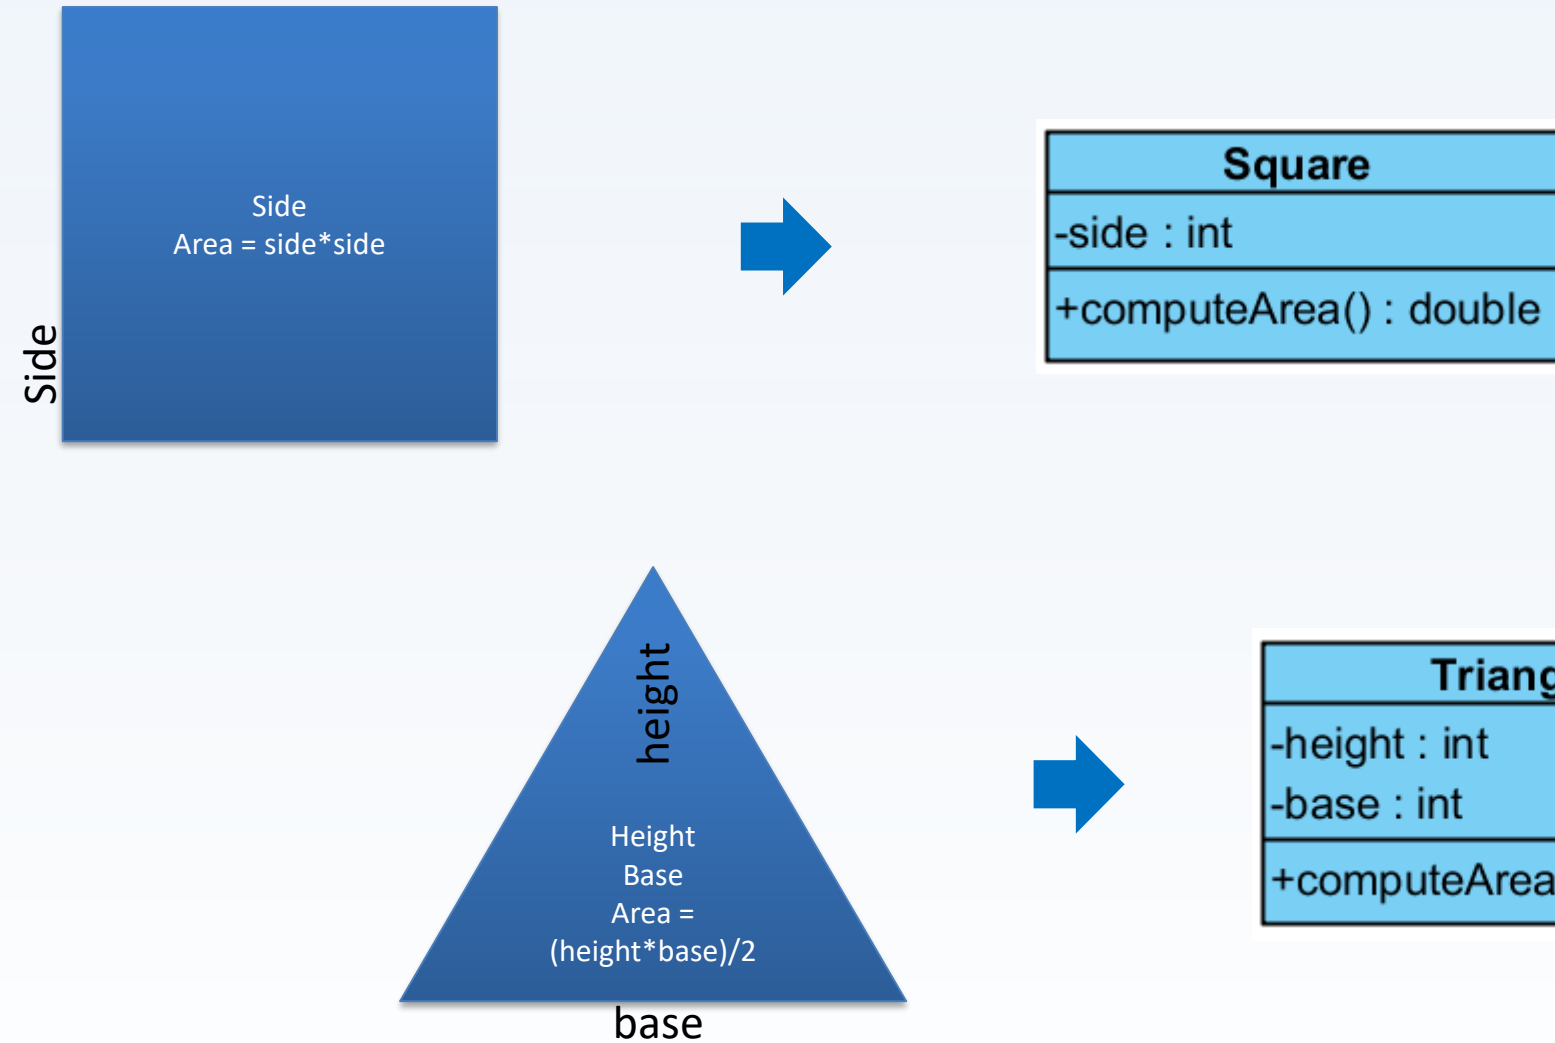 Side
Area = side*side
Side
Square
-side : int
+computeArea() : double
height
Height
Base
Area =
(height*base)/2
base
-height : int
-base : int
+computeArea